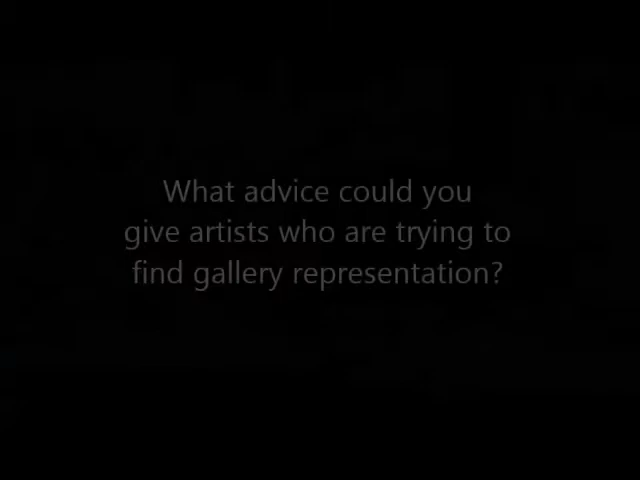 What advice could you
give artists who are trying to
find gallery representation?